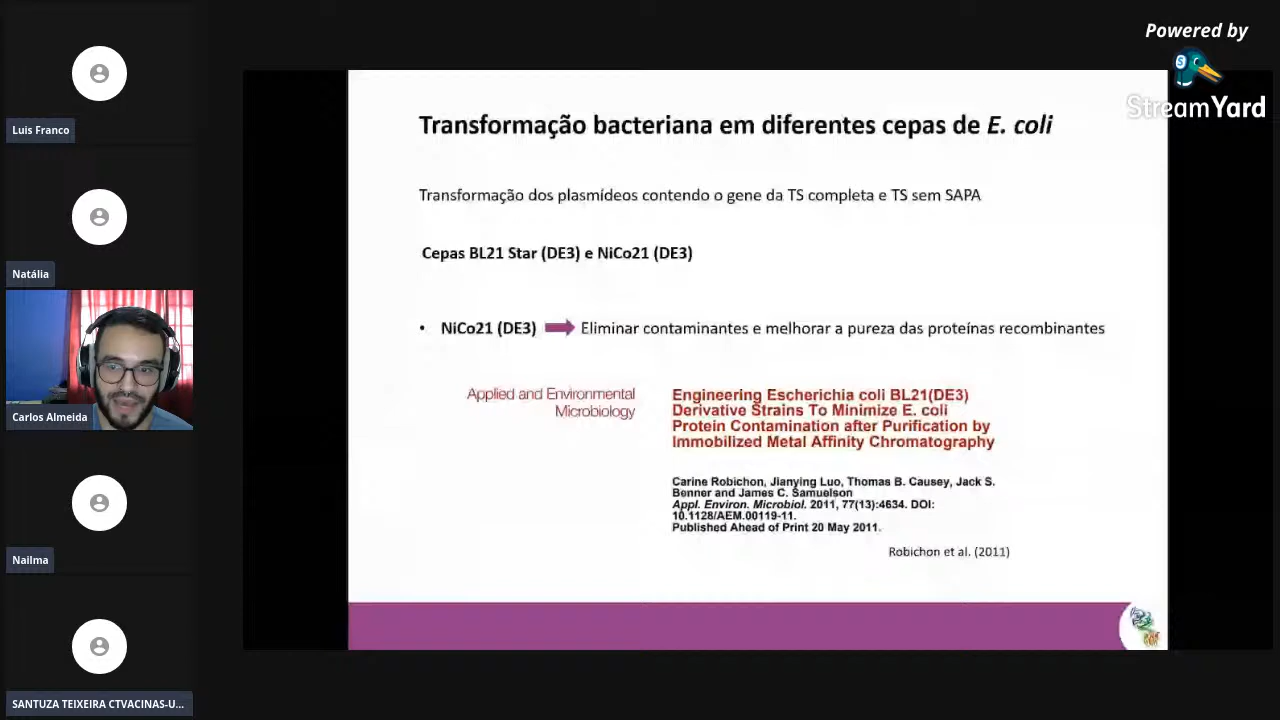 Powered by
StreamYard
Luis Franco
Natália
Carlos Almeida
Nailma
SANTUZA TEIXEIRA CTVACINAS-U...
Transformação bacteriana em diferentes cepas de E. coli
Transformação dos plasmídeos contendo o gene da TS completa e TS sem SAPA
Cepas BL21 Star (DE3) e NiCo21 (DE3)
• NiCo21 (DE3) Eliminar contaminantes e melhorar a pureza das proteínas recombinantes
Applied and Environmental
Microbiology
Engineering Escherichia coli BL21(DE3)
Derivative Strains To Minimize E. coli
Protein Contamination after Purification by
Immobilized Metal Affinity Chromatography
Carine Robichon, Jianying Luo, Thomas B. Causey, Jack S.
Benner and James C. Samuelson
Appl. Environ. Microbiol. 2011, 77(13):4634. DOI:
10.1128/AEM.00119-11.
Published Ahead of Print 20 May 2011.
Robichon et al. (2011)